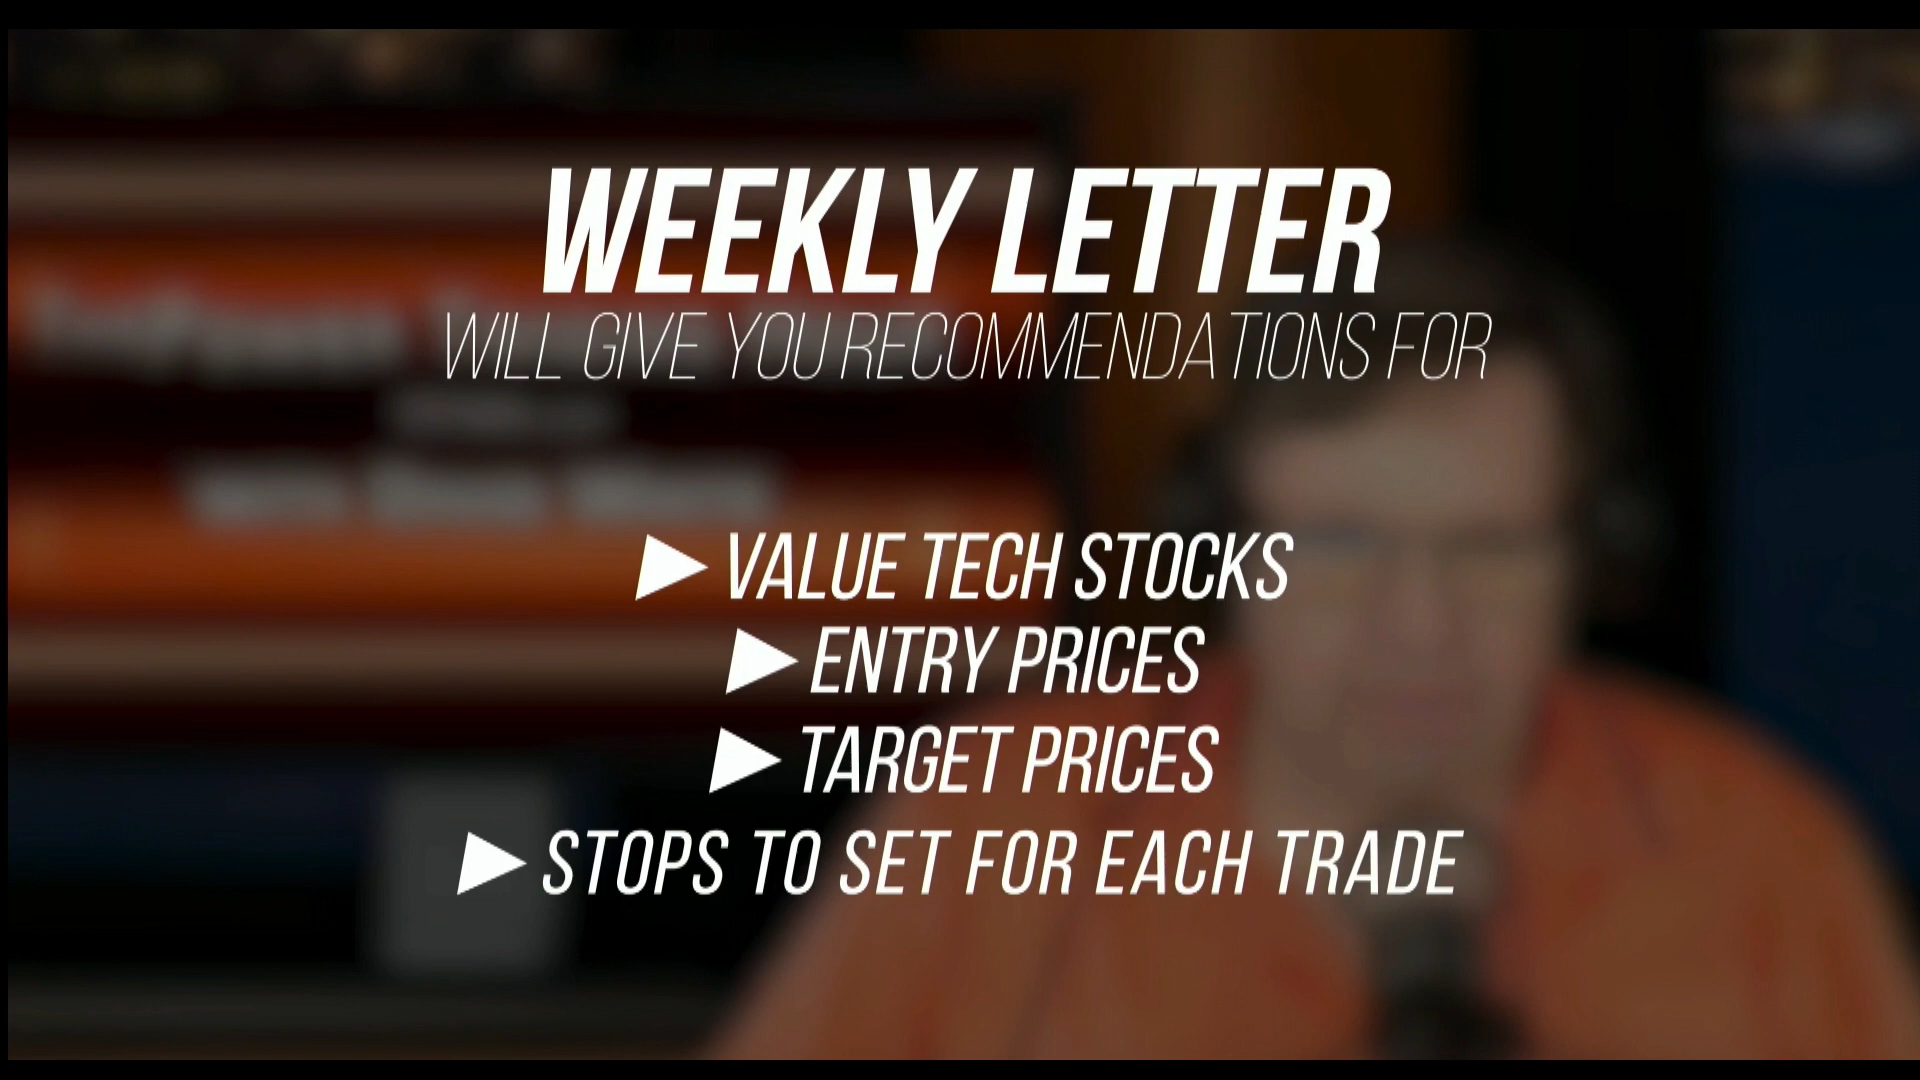 WEEKLY LETTER
WILL GIVE YOU RECOMMENDATIONS FOR
▶ VALUE TECH STOCKS
▶ ENTRY PRICES
▶ TARGET PRICES
▶ STOPS TO SET FOR EACH TRADE